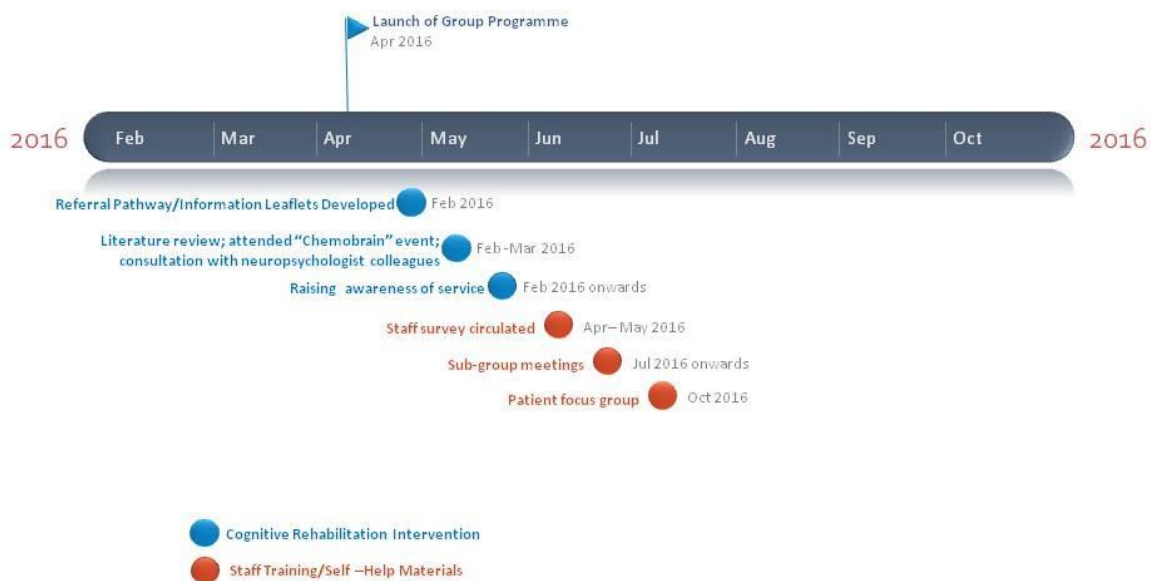 Launch of Group Programme
Apr 2016
2016 Feb Mar Apr May Jun Jul Aug Sep Oct 2016
Referral Pathway/Information Leaflets Developed Feb 2016
Literature review; attended “Chemobrain” event;
consultation with neuropsychologist colleagues Feb-Mar 2016
Raising awareness of service Feb 2016 onwards
Staff survey circulated Apr–May 2016
Sub-group meetings Jul 2016 onwards
Patient focus group Oct 2016
Cognitive Rehabilitation Intervention
Staff Training/Self –Help Materials